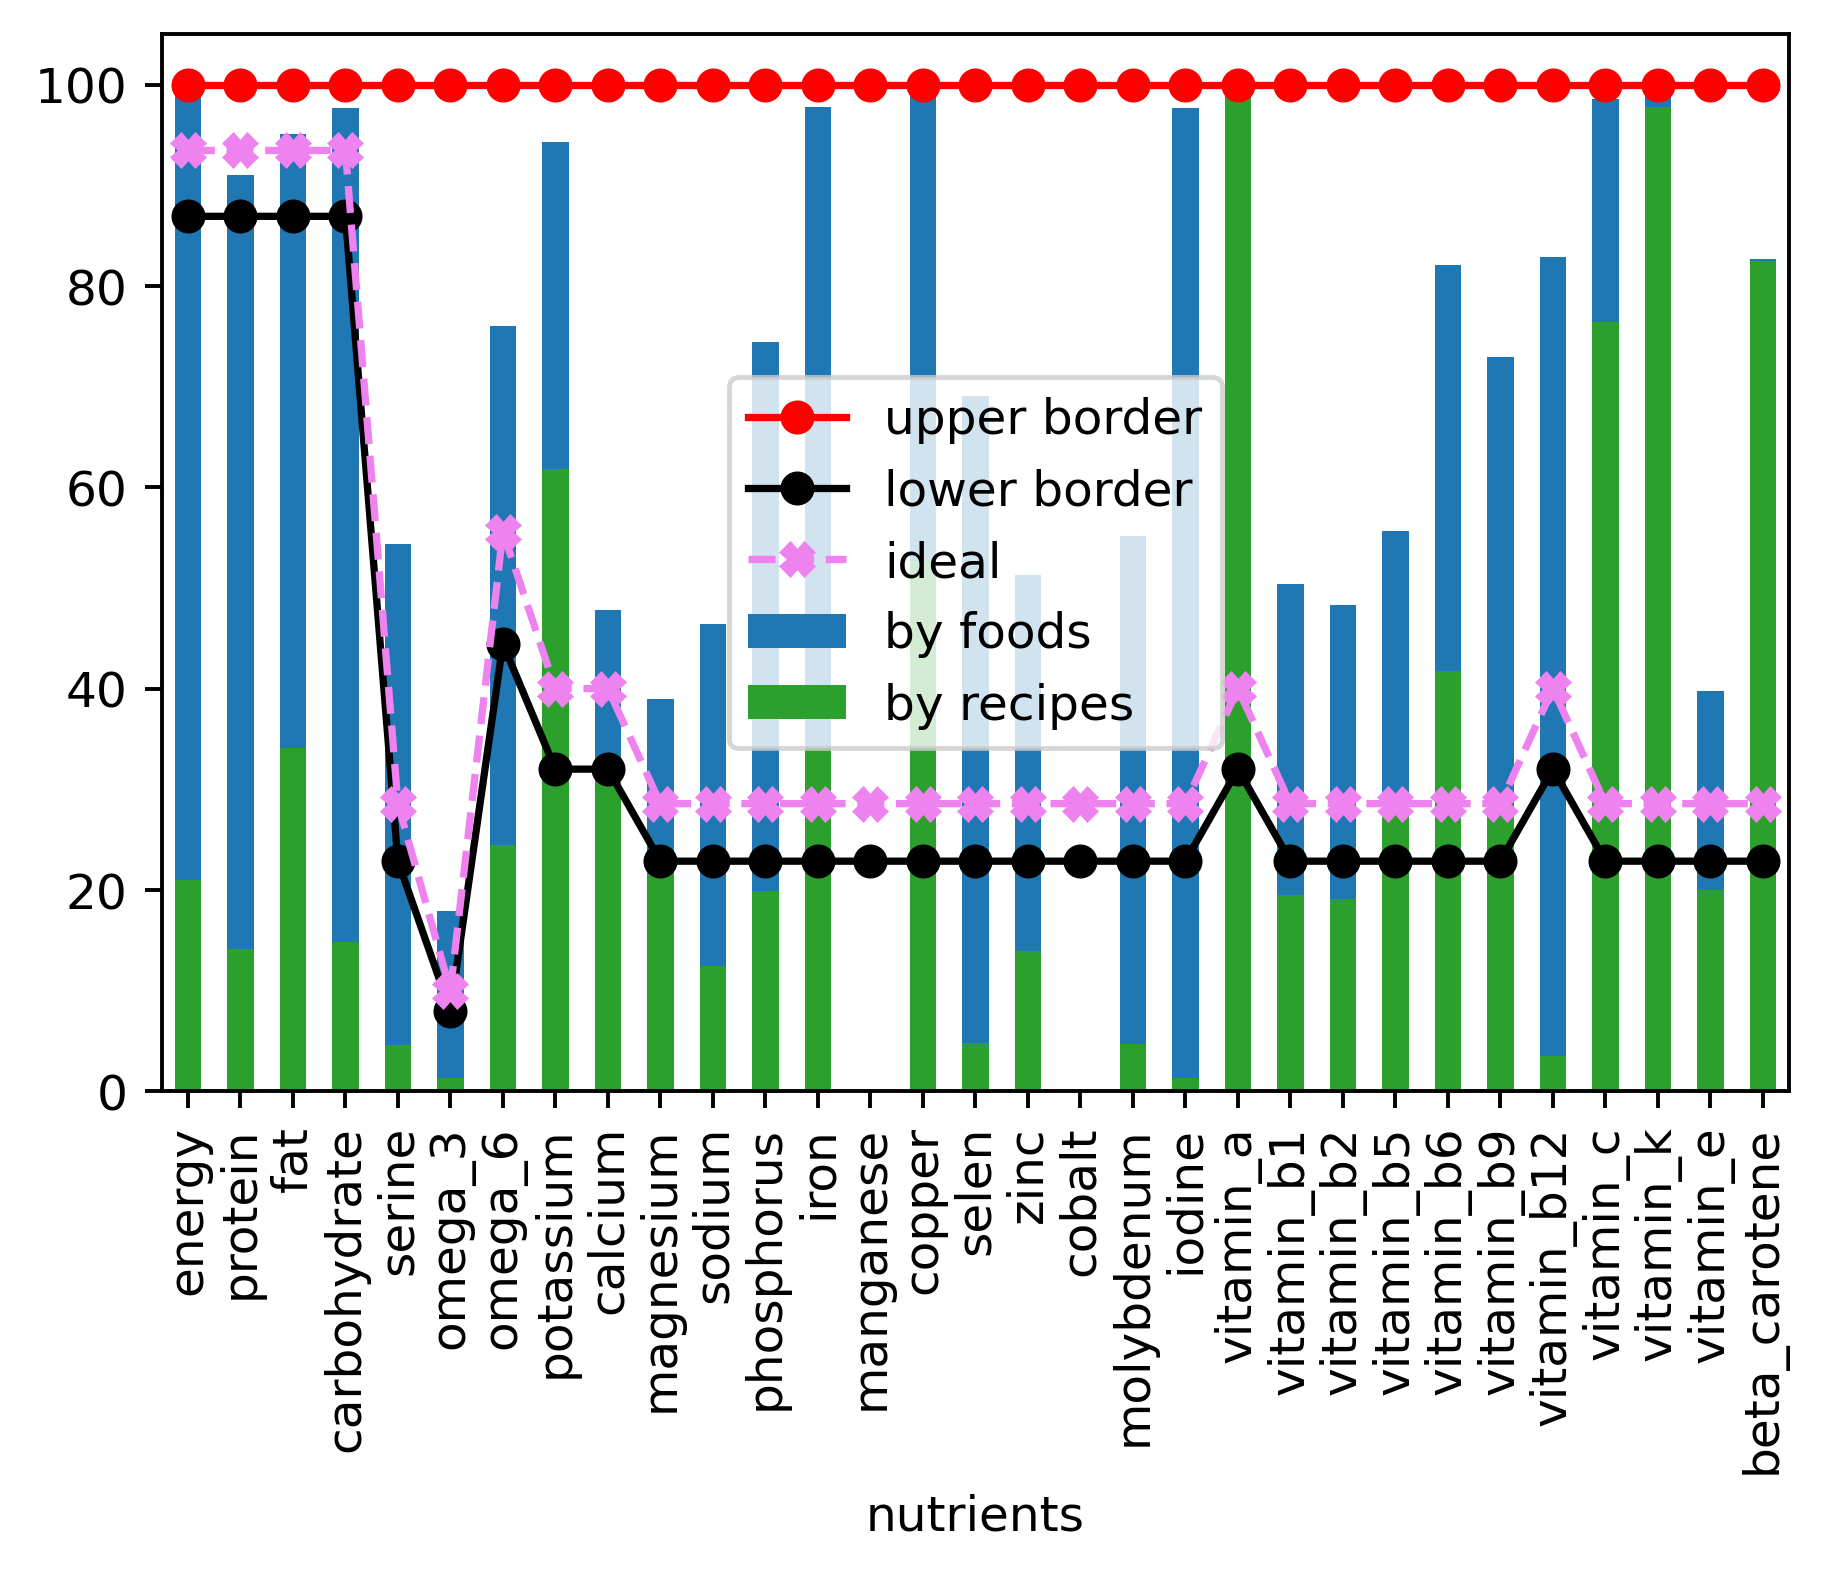 100
80
60
40
20
0
upper border
lower border
ideal
by foods
by recipes
energy
protein
fat
carbohydrate
serine
omega_3
omega_6
potassium
calcium
magnesium
sodium
phosphorus
iron
manganese
copper
selen
zinc
cobalt
molybdenum
iodine
vitamin_a
vitamin_b1
vitamin_b2
vitamin_b5
vitamin_b6
vitamin_b9
vitamin_b12
vitamin_c
vitamin_k
vitamin_e
beta_carotene
nutrients